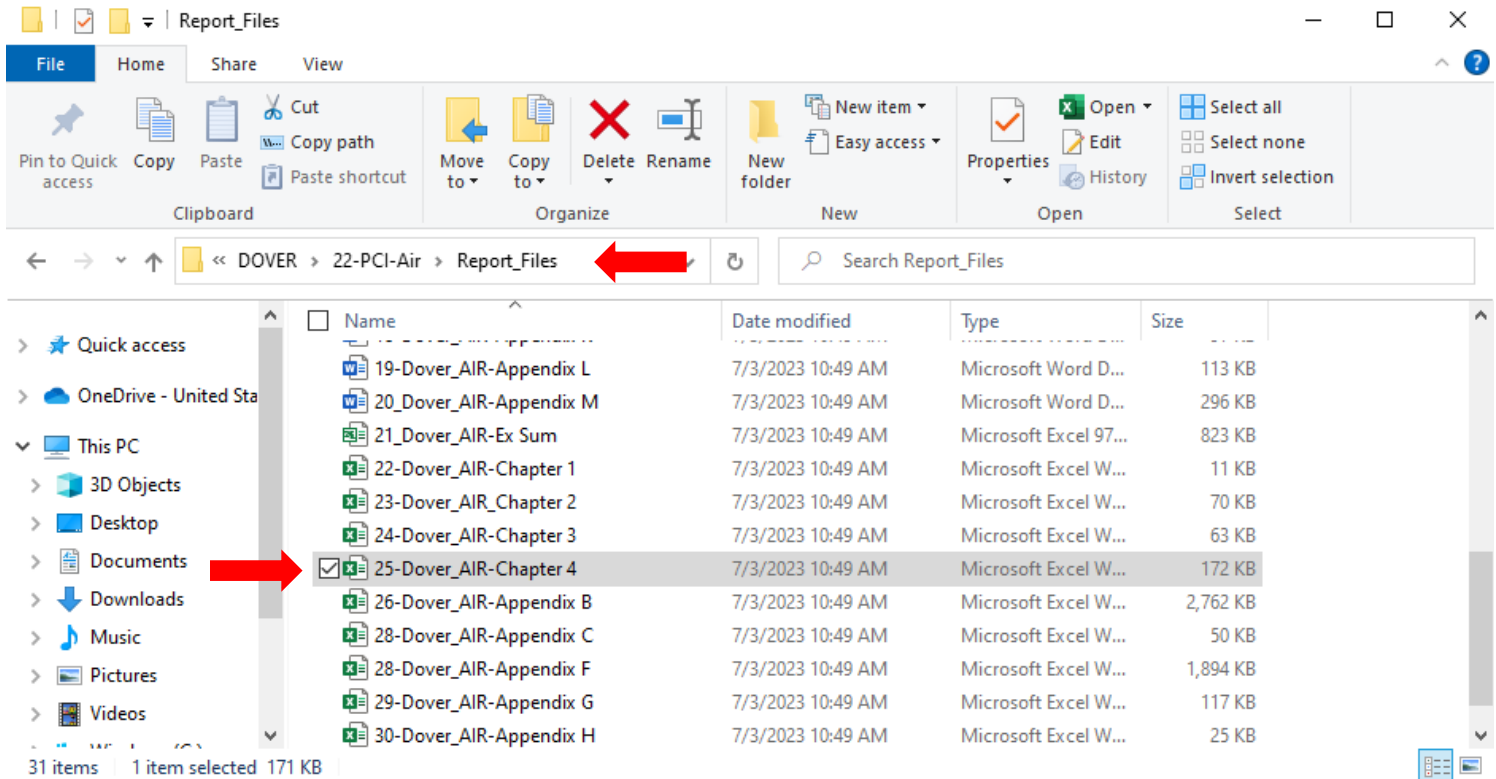 Report_Files
File Home Share View
Pin to Quick access
Copy
Paste
Cut
W... Copy path
Paste shortcut
Clipboard
Move to
Copy to
Delete
Rename
Organize
New folder
New item
Easy access
New
Properties
Open
Edit
History
Open
Select all
Select none
Invert selection
Select
« DOVER > 22-PCI-Air > Report_Files
Search Report_Files
Quick access
OneDrive - United Sta
This PC
3D Objects
Desktop
Documents
Downloads
Music
Pictures
Videos
Name Date modified Type Size
19-Dover_AIR-Appendix L 7/3/2023 10:49 AM Microsoft Word D... 113 KB
20_Dover_AIR-Appendix M 7/3/2023 10:49 AM Microsoft Word D... 296 KB
21_Dover_AIR-Ex Sum 7/3/2023 10:49 AM Microsoft Excel 97... 823 KB
22-Dover_AIR-Chapter 1 7/3/2023 10:49 AM Microsoft Excel W... 11 KB
23-Dover_AIR_Chapter 2 7/3/2023 10:49 AM Microsoft Excel W... 70 KB
24-Dover_AIR-Chapter 3 7/3/2023 10:49 AM Microsoft Excel W... 63 KB
25-Dover_AIR-Chapter 4 7/3/2023 10:49 AM Microsoft Excel W... 172 KB
26-Dover_AIR-Appendix B 7/3/2023 10:49 AM Microsoft Excel W... 2,762 KB
28-Dover_AIR-Appendix C 7/3/2023 10:49 AM Microsoft Excel W... 50 KB
28-Dover_AIR-Appendix F 7/3/2023 10:49 AM Microsoft Excel W... 1,894 KB
29-Dover_AIR-Appendix G 7/3/2023 10:49 AM Microsoft Excel W... 117 KB
30-Dover_AIR-Appendix H 7/3/2023 10:49 AM Microsoft Excel W... 25 KB
31 items 1 item selected 171 KB